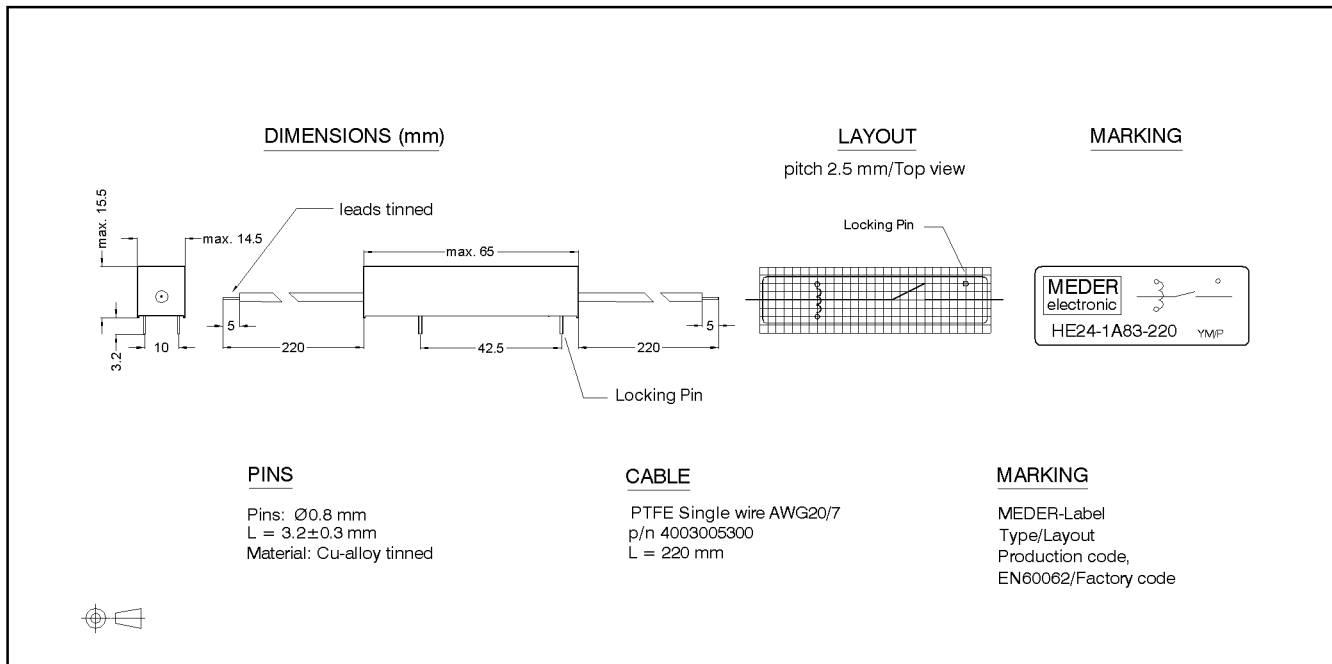 DIMENSIONS (mm)
LAYOUT
MARKING
pitch 2.5 mm/Top view
max. 15.5
leads tinned
max. 14.5
max. 65
Locking Pin
MEDER
electronic
HE24-1A83-220 YM/P
5
5
3.2
10
220
42.5
220
Locking Pin
PINS
Pins: Ø0.8 mm
L = 3.2±0.3 mm
Material: Cu-alloy tinned
CABLE
PTFE Single wire AWG20/7
p/n 4003005300
L = 220 mm
MARKING
MEDER-Label
Type/Layout
Production code,
EN60062/Factory code